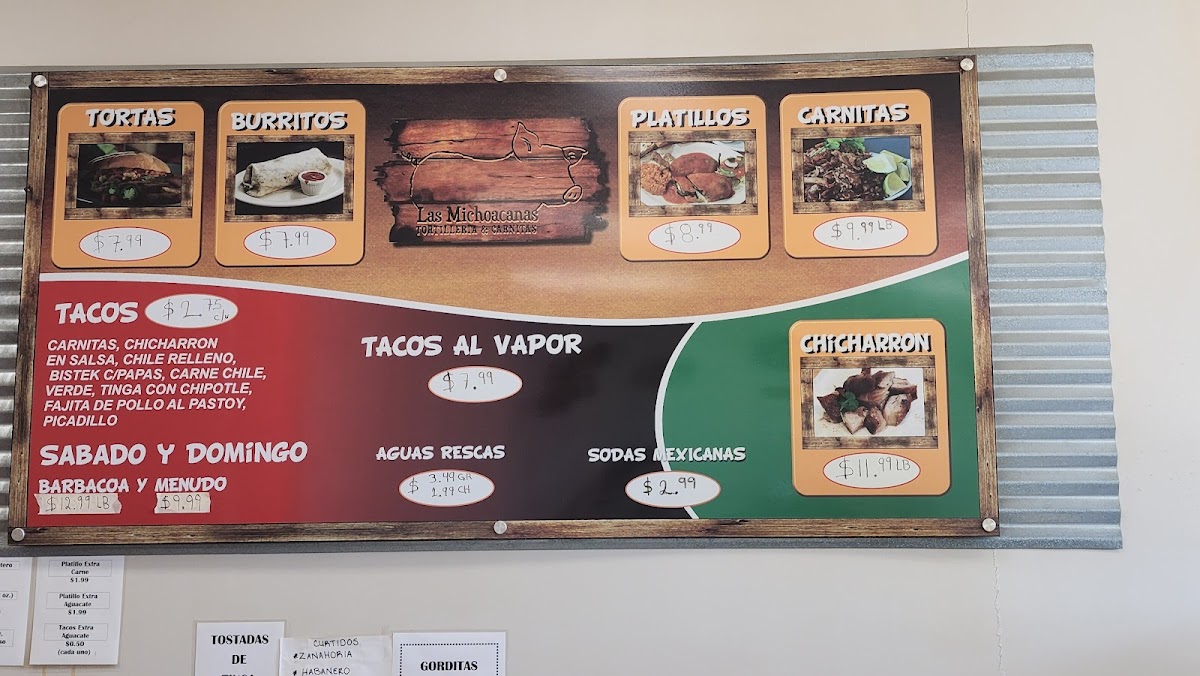 TORTAS
$7.99
BURRITOS
$7.99
Las Michoacanas
TORTILLERIA & CARNITAS
PLATILLOS
$8.99
CARNITAS
$9.99 LB
TACOS $2.75 C/U
CARNITAS, CHICHARRON
EN SALSA, CHILE RELLENO,
BISTEK C/PAPAS, CARNE CHILE,
VERDE, TINGA CON CHIPOTLE,
FAJITA DE POLLO AL PASTOY,
PICADILLO
SABADO Y DOMINGO
BARBACOA Y MENUDO
$12.99 LB $9.99
TACOS AL VAPOR
$7.99
AGUAS RESCAS
$ 3.49 GR
2.99 CH
SODAS MEXICANAS
$2.99
CHICHARRON
$11.99 LB
Platillo Extra
Carne
$1.99
Platillo Extra
Aguacate
$1.99
Tacos Extra
Aguacate
$0.50
(cada uno)
TOSTADAS
DE
CURTIDOS
*ZANAHORIA
* HABANERO
GORDITAS